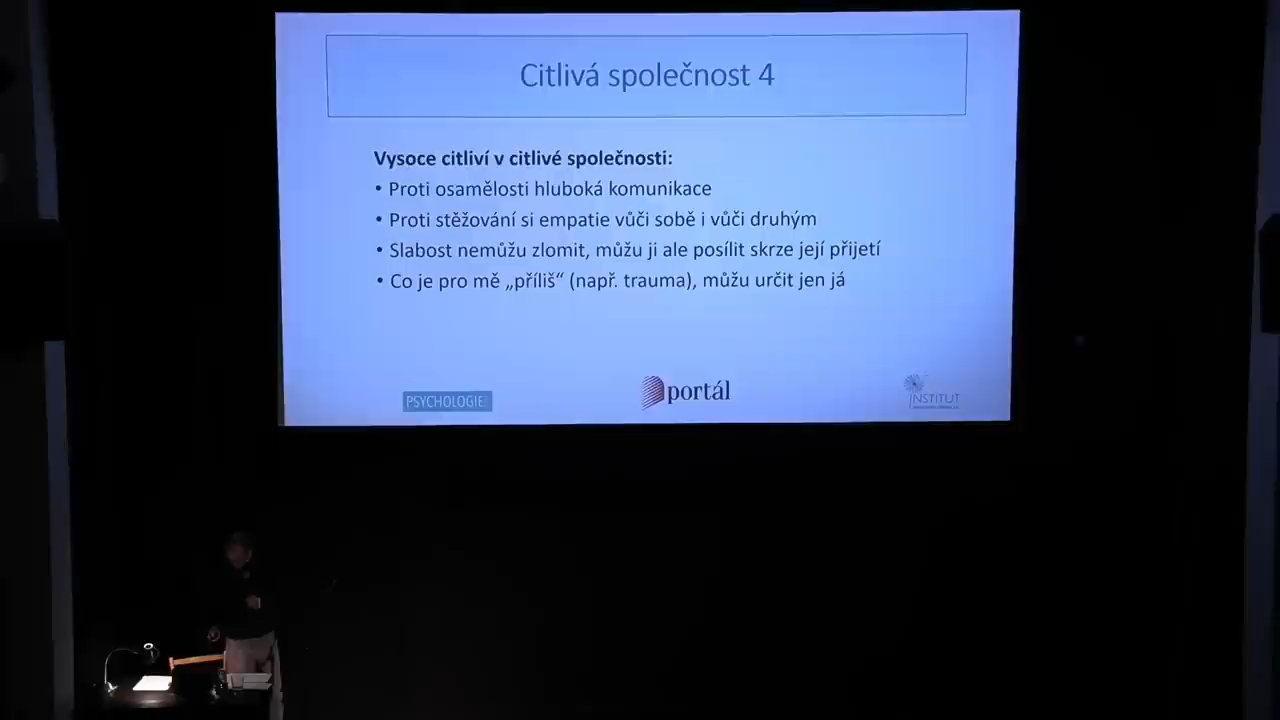 Citlivá společnost 4
Vysoce citliví v citlivé společnosti:
• Proti osamělosti hluboká komunikace
• Proti stěžování si empatie vůči sobě i vůči druhým
• Slabost nemůžu zlomit, můžu ji ale posílit skrze její přijetí
• Co je pro mě „příliš“ (např. trauma), můžu určit jen já
PSYCHOLOGIE
portál
INSTITUT